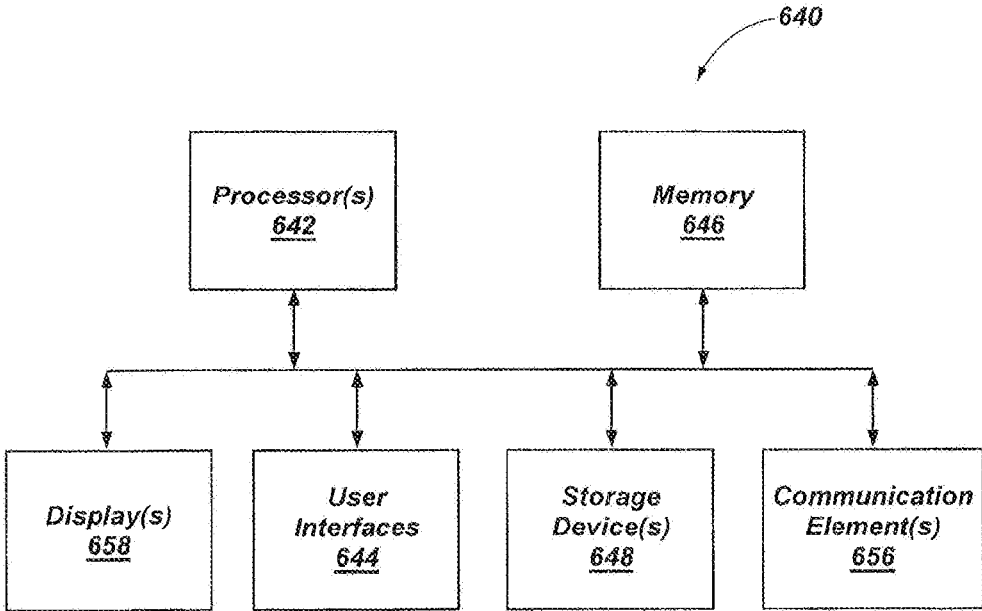 640
Processor(s)
642
Memory
646
Display(s)
658
User
Interfaces
644
Storage
Device(s)
648
Communication
Element(s)
656